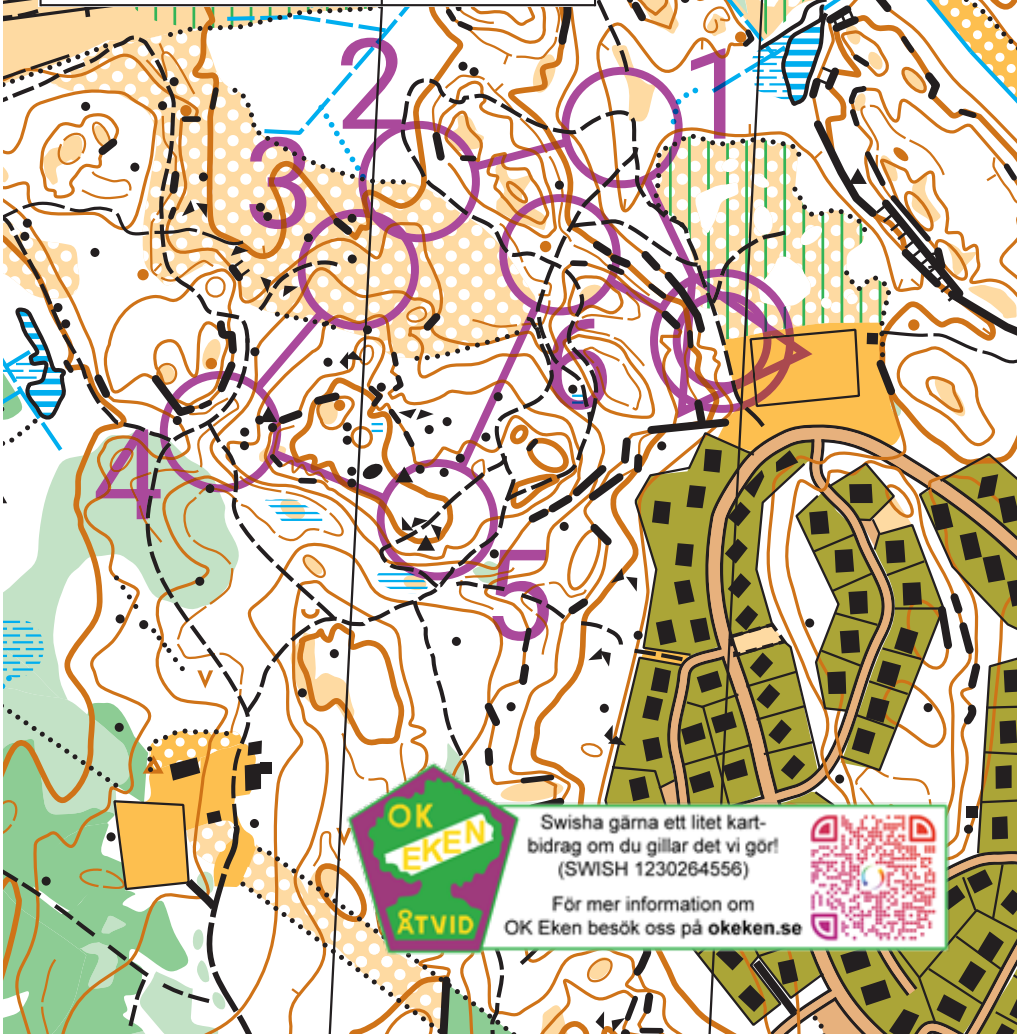 2
1
3
6
4
5
OK
EKEN
ÅTVID
Swisha gärna ett litet kart-
bidrag om du gillar det vi gör!
(SWISH 1230264556)
För mer information om
OK Eken besök oss på okeken.se